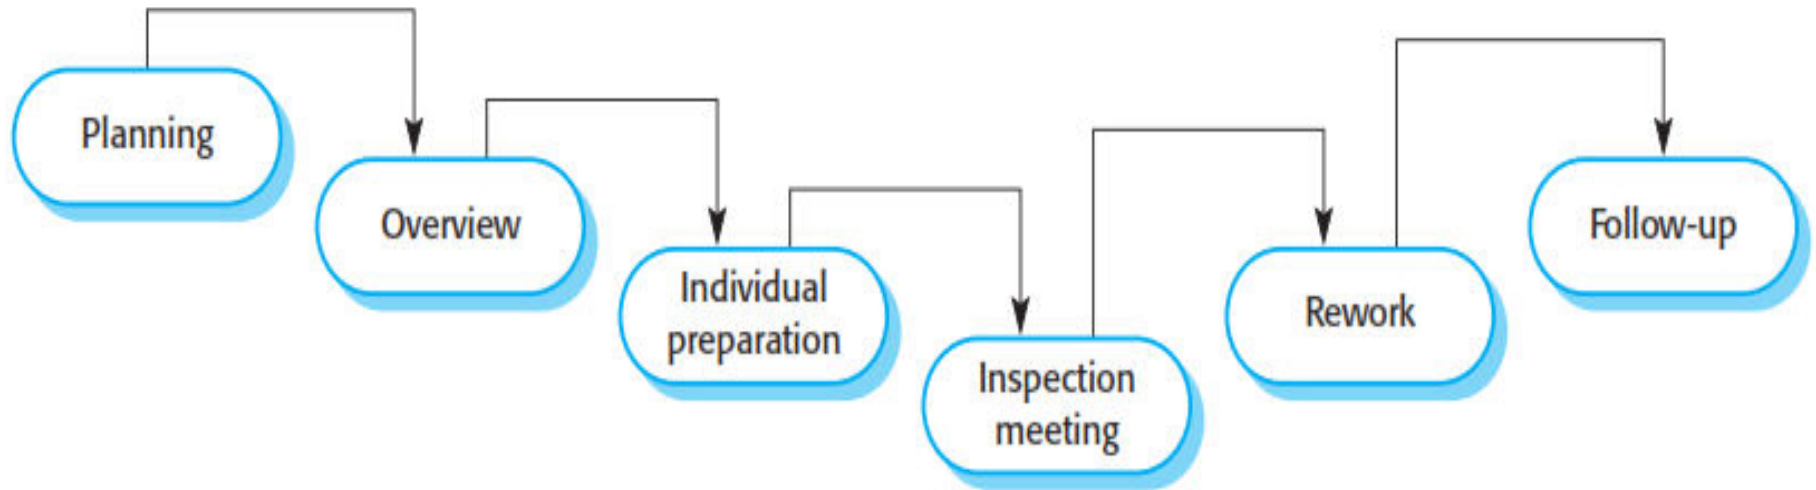 Planning
Overview
Individual
preparation
Inspection
meeting
Rework
Follow-up